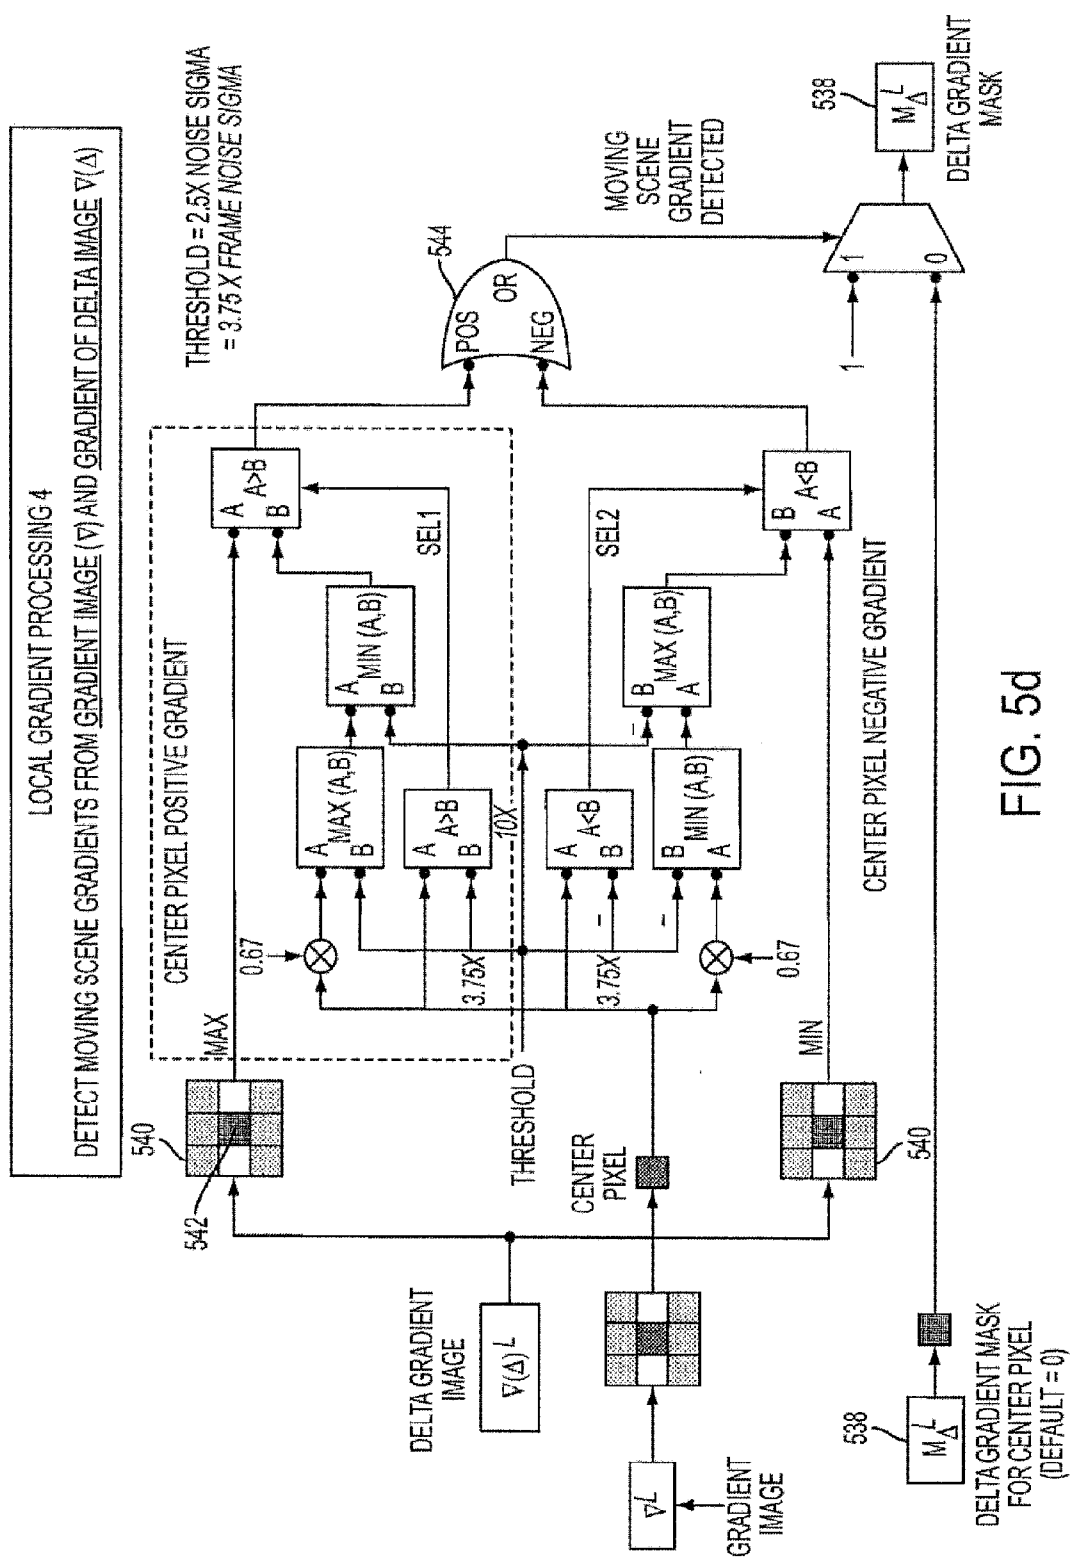 LOCAL GRADIENT PROCESSING 4
DETECT MOVING SCENE GRADIENTS FROM GRADIENT IMAGE (∇) AND GRADIENT OF DELTA IMAGE ∇(Δ)
THRESHOLD = 2.5X NOISE SIGMA
= 3.75 X FRAME NOISE SIGMA
CENTER PIXEL POSITIVE GRADIENT
540
542
MAX
0.67
A
MAX (A,B)
B
A
MIN (A,B)
B
A
A>B
B
3.75X
A
A>B
B
SEL1
10X
THRESHOLD
544
POS
OR
NEG
MOVING
SCENE
GRADIENT
DETECTED
DELTA GRADIENT
IMAGE
∇(Δ)L
CENTER
PIXEL
3.75X
–
A
A<B
B
SEL2
–
B
MIN (A,B)
A
–
B
MAX (A,B)
A
B
A<B
A
0.67
MIN
540
CENTER PIXEL NEGATIVE GRADIENT
∇L
GRADIENT
IMAGE
1
1
0
538
MΔL
DELTA GRADIENT
MASK
538
MΔL
DELTA GRADIENT MASK
FOR CENTER PIXEL
(DEFAULT = 0)
FIG. 5d